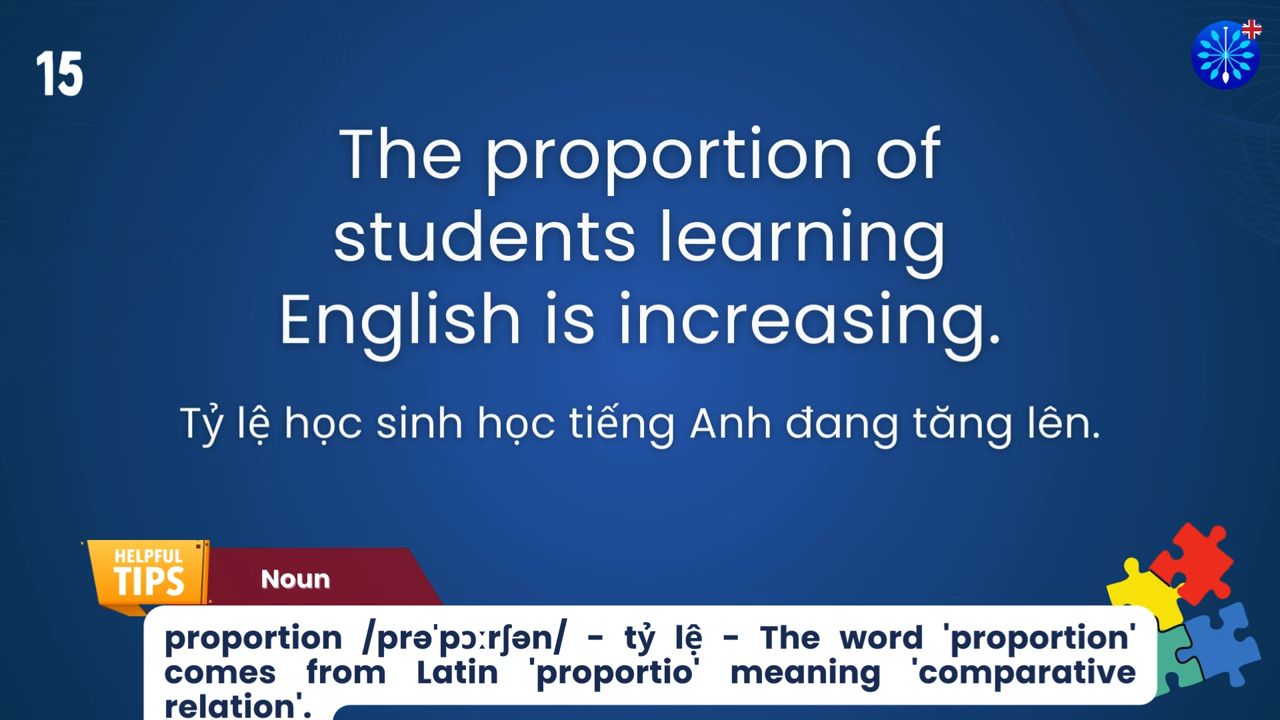 15
The proportion of
students learning
English is increasing.
Tỷ lệ học sinh học tiếng Anh đang tăng lên.
HELPFUL
TIPS
Noun
proportion /prəˈpɔːrʃən/ - tỷ lệ - The word 'proportion'
comes from Latin 'proportio' meaning 'comparative
relation'.